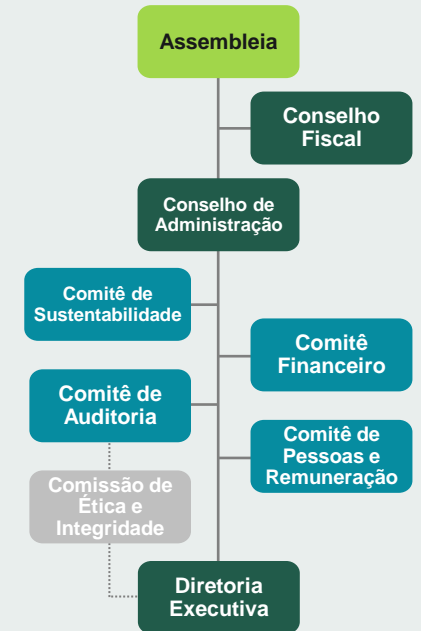 Assembleia
Conselho
Fiscal
Conselho de
Administração
Comitê de
Sustentabilidade
Comitê
Financeiro
Comitê de
Auditoria
Comitê de
Pessoas e
Remuneração
Comissão de
Ética e
Integridade
Diretoria
Executiva